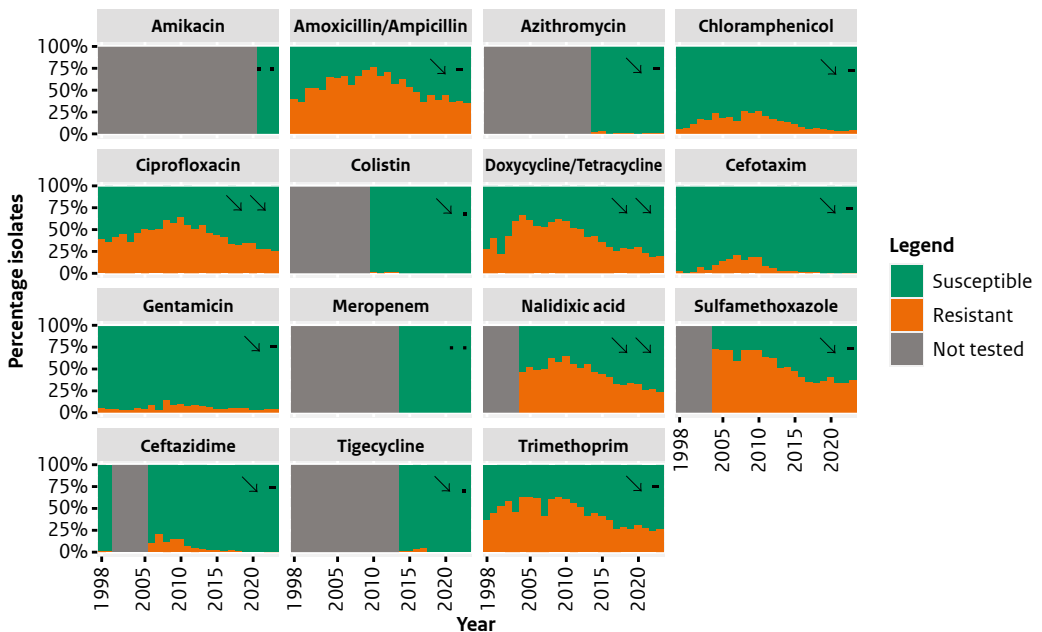 Amikacin
Amoxicillin/Ampicillin
Azithromycin
Chloramphenicol
100%
75%
50%
25%
0%
Ciprofloxacin
Colistin
Doxycycline/Tetracycline
Cefotaxim
100%
75%
50%
25%
0%
Percentage isolates
Gentamicin
Meropenem
Nalidixic acid
Sulfamethoxazole
100%
75%
50%
25%
0%
1998
2005
2010
2015
2020
Ceftazidime
Tigecycline
Trimethoprim
100%
75%
50%
25%
0%
1998
2005
2010
2015
2020
1998
2005
2010
2015
2020
1998
2005
2010
2015
2020
Year
Legend
Susceptible
Resistant
Not tested